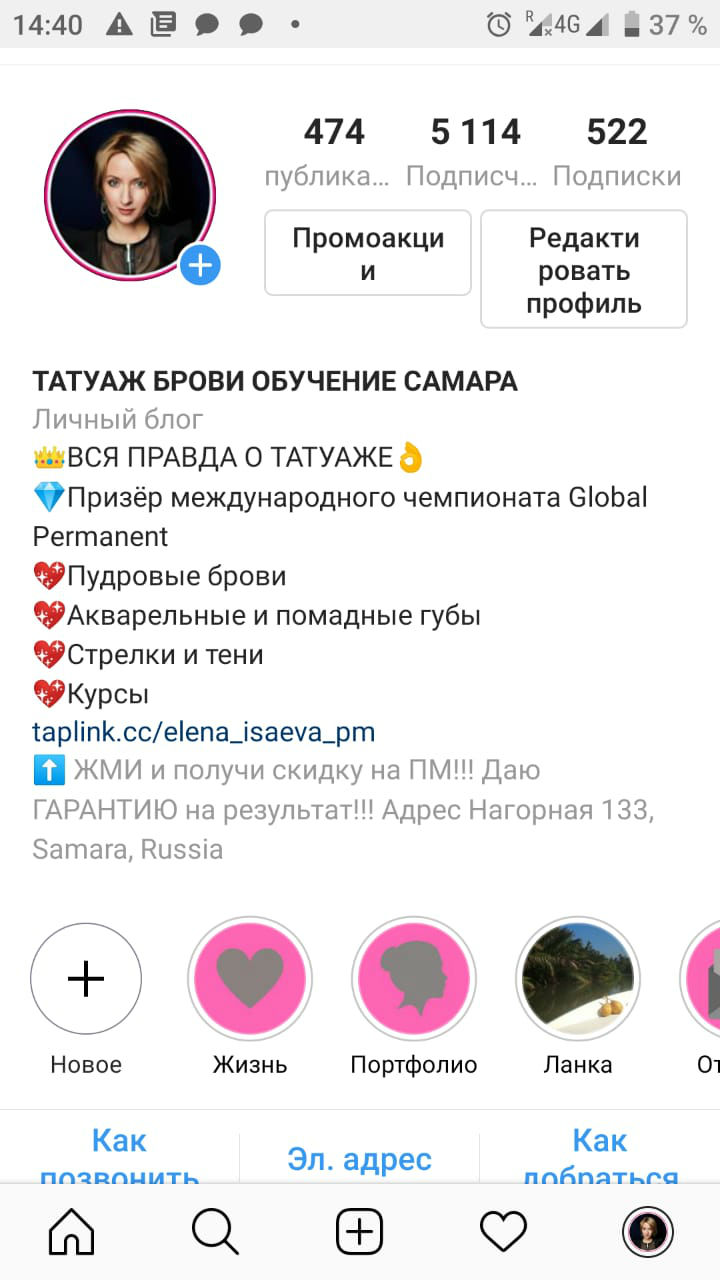 14:40 R 4G 37 %
474 5 114 522
публика... Подписч... Подписки
Промоакци
и
Редакти
ровать
профиль
ТАТУАЖ БРОВИ ОБУЧЕНИЕ САМАРА
Личный блог
👑ВСЯ ПРАВДА О ТАТУАЖЕ👌
💎Призёр международного чемпионата Global
Permanent
💖Пудровые брови
💖Акварельные и помадные губы
💖Стрелки и тени
💖Курсы
taplink.cc/elena_isaeva_pm
⬆️ ЖМИ и получи скидку на ПМ!!! Даю
ГАРАНТИЮ на результат!!! Адрес Нагорная 133,
Samara, Russia
Новое Жизнь Портфолио Ланка От
Как
позвонить
Эл. адрес
Как
добраться